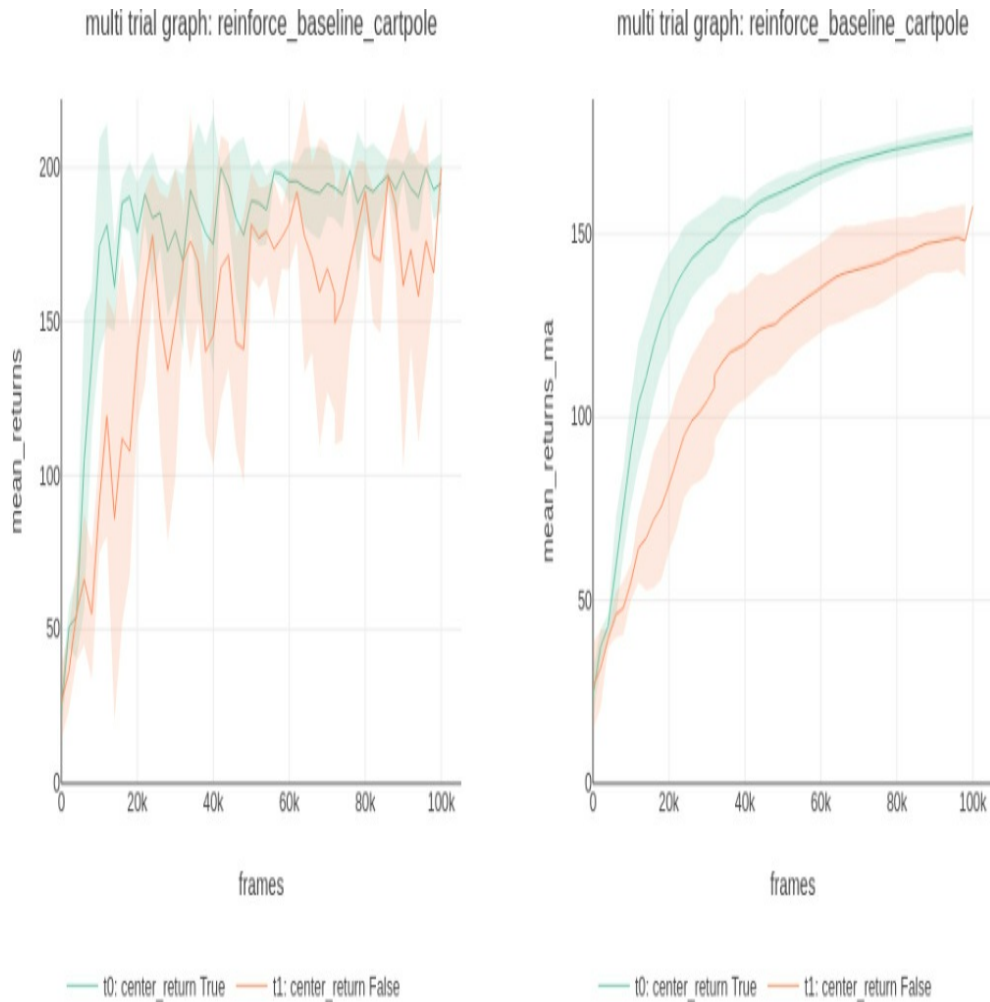 multi trial graph: reinforce_baseline_cartpole
mean_returns
200
150
100
50
0
0 20k 40k 60k 80k 100k
frames
t0: center_return True t1: center_return False
multi trial graph: reinforce_baseline_cartpole
mean_returns_ma
150
100
50
0
0 20k 40k 60k 80k 100k
frames
t0: center_return True t1: center_return False